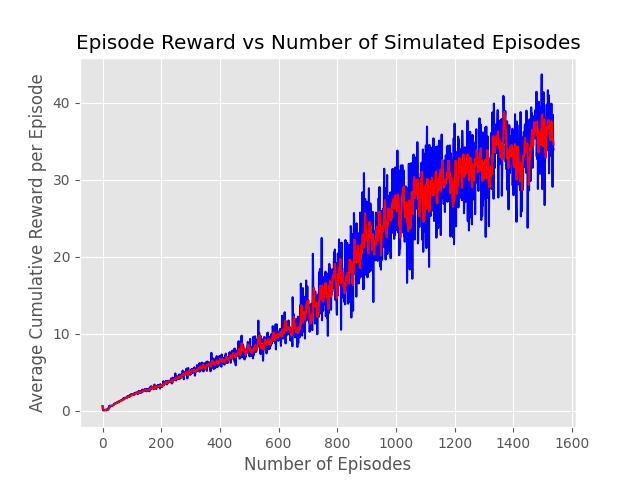 Episode Reward vs Number of Simulated Episodes
Average Cumulative Reward per Episode
40
30
20
10
0
0 200 400 600 800 1000 1200 1400 1600
Number of Episodes